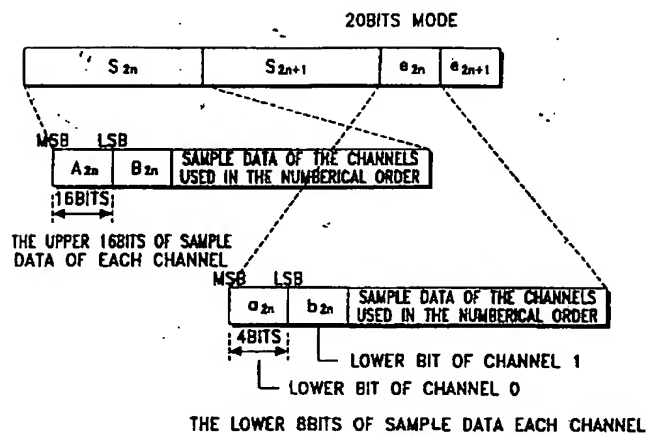 20BITS MODE
S2n S2n+1 e2n e2n+1
MSB LSB
A2n B2n SAMPLE DATA OF THE CHANNELS
USED IN THE NUMBERICAL ORDER
16BITS
THE UPPER 16BITS OF SAMPLE
DATA OF EACH CHANNEL
MSB LSB
a2n b2n SAMPLE DATA OF THE CHANNELS
USED IN THE NUMBERICAL ORDER
4BITS
LOWER BIT OF CHANNEL 1
LOWER BIT OF CHANNEL 0
THE LOWER 8BITS OF SAMPLE DATA EACH CHANNEL